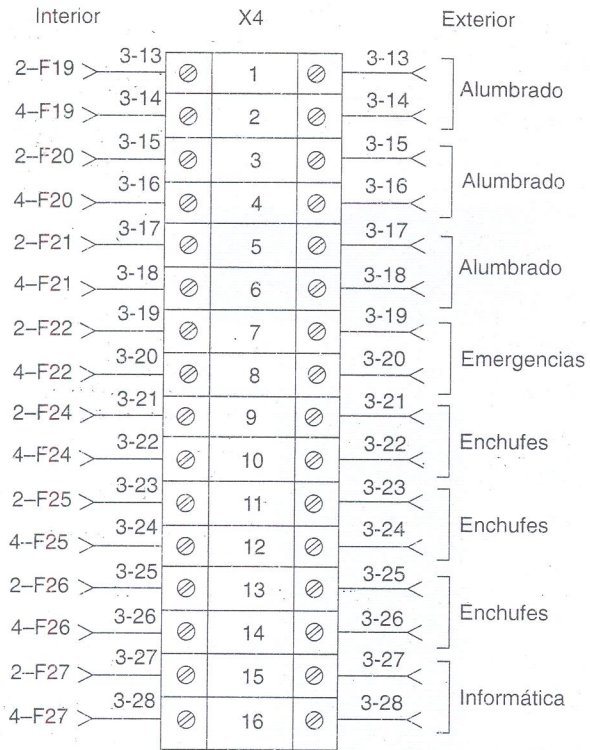 Interior X4 Exterior
2-F19 3-13 1 3-13
Alumbrado
4-F19 3-14 2 3-14
2-F20 3-15 3 3-15
Alumbrado
4-F20 3-16 4 3-16
2-F21 3-17 5 3-17
Alumbrado
4-F21 3-18 6 3-18
2-F22 3-19 7 3-19
Emergencias
4-F22 3-20 8 3-20
2-F24 3-21 9 3-21
Enchufes
4-F24 3-22 10 3-22
2-F25 3-23 11 3-23
Enchufes
4-F25 3-24 12 3-24
2-F26 3-25 13 3-25
Enchufes
4-F26 3-26 14 3-26
2-F27 3-27 15 3-27
Informática
4-F27 3-28 16 3-28